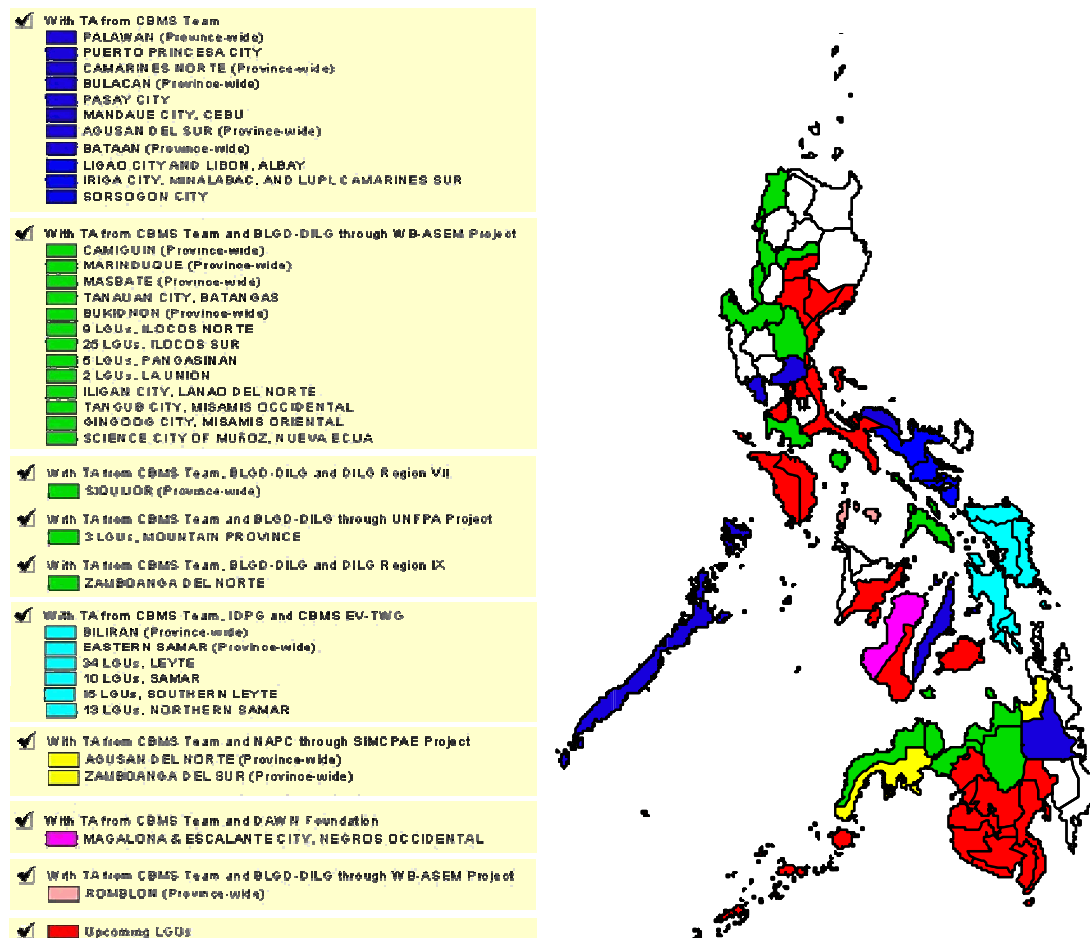 With TA from CBMS Team
PALAWAN (Province-wide)
PUERTO PRINCESA CITY
CAMARINES NORTE (Province-wide)
BULACAN (Province-wide)
PASAY CITY
MANDAUE CITY, CEBU
AGUSAN DEL SUR (Province-wide)
BATAAN (Province-wide)
LIGAO CITY AND LIBON, ALBAY
IRIGA CITY, MINALABAC, AND LUPI, CAMARINES SUR
SORSOGON CITY
With TA from CBMS Team and BLGD-DILG through WB-ASEM Project
CAMIGUIN (Province-wide)
MARINDUQUE (Province-wide)
MASBATE (Province-wide)
TANAUAN CITY, BATANGAS
BUKIDNON (Province-wide)
9 LGUs, ILOCOS NORTE
25 LGUs, ILOCOS SUR
5 LGUs, PANGASINAN
2 LGUs, LA UNION
ILIGAN CITY, LANAO DEL NORTE
TANGUB CITY, MISAMIS OCCIDENTAL
GINGOOG CITY, MISAMIS ORIENTAL
SCIENCE CITY OF MUÑOZ, NUEVA ECIJA
With TA from CBMS Team, BLGD-DILG and DILG Region VII
SIQUIJOR (Province-wide)
With TA from CBMS Team and BLGD-DILG through UNFPA Project
3 LGUs, MOUNTAIN PROVINCE
With TA from CBMS Team, BLGD-DILG and DILG Region IX
ZAMBOANGA DEL NORTE
With TA from CBMS Team, IDPG and CBMS EV-TWG
BILIRAN (Province-wide)
EASTERN SAMAR (Province-wide)
34 LGUs, LEYTE
10 LGUs, SAMAR
15 LGUs, SOUTHERN LEYTE
13 LGUs, NORTHERN SAMAR
With TA from CBMS Team and NAPC through SIMCPAE Project
AGUSAN DEL NORTE (Province-wide)
ZAMBOANGA DEL SUR (Province-wide)
With TA from CBMS Team and DAWN Foundation
MAGALONA & ESCALANTE CITY, NEGROS OCCIDENTAL
With TA from CBMS Team and BLGD-DILG through WB-ASEM Project
ROMBLON (Province-wide)
Upcoming LGUs